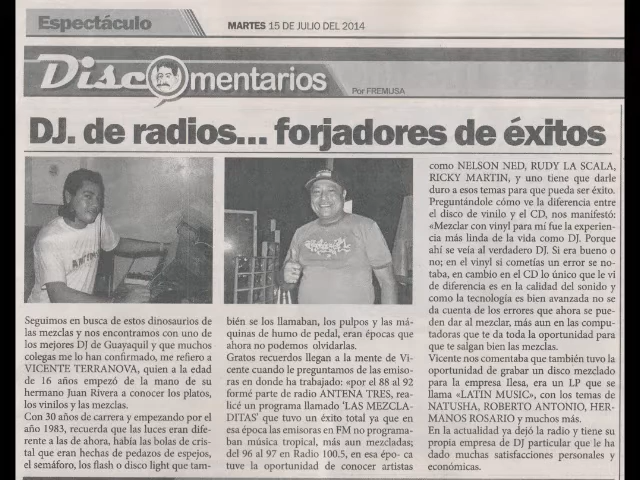 Espectáculo
MARTES 15 DE JULIO DEL 2014
Discomentarios
Por FREMUSA
DJ. de radios... forjadores de éxitos
Seguimos en busca de estos dinosaurios de
las mezclas y nos encontramos con uno de
los mejores DJ de Guayaquil y que muchos
colegas me lo han confirmado, me refiero a
VICENTE TERRANOVA, quien a la edad
de 16 años empezó de la mano de su
hermano Juan Rivera a conocer los platos,
los vinilos y las mezclas.
Con 30 años de carrera y empezando por el
año 1983, recuerda que las luces eran difer-
entes a las de ahora, había las bolas de cris-
tal que eran hechas de pedazos de espejos,
el semáforo, los flash o disco light que tam-
bién se los llamaban, los pulpos y las má-
quinas de humo de pedal, eran épocas que
ahora no podemos olvidarlas.
Gratos recuerdos llegan a la mente de Vi-
cente cuando le preguntamos de las emiso-
ras en donde ha trabajado: «por el 88 al 92
formé parte de radio ANTENA TRES, rea-
licé un programa llamado 'LAS MEZCLA-
DITAS' que tuvo un éxito total ya que en
esa época las emisoras en FM no programa-
ban música tropical, más aun mezcladas;
del 96 al 97 en Radio 100.5, en esa épo-
ca tuve la oportunidad de conocer artistas
como NELSON NED, RUDY LA SCALA,
RICKY MARTIN, y uno tiene que darle
duro a esos temas para que pueda ser éxito.
Preguntándole cómo ve la diferencia entre
el disco de vinilo y el CD, nos manifestó:
«Mezclar con vinyl para mí fue la experien-
cia más linda de la vida como DJ. Porque
ahí se veía al verdadero DJ. Si era bueno o
no; en el vinyl si cometías un error se no-
taba, en cambio en el CD lo único que le vi
de diferencia es en la calidad del sonido y
como la tecnología es bien avanzada no se
da cuenta de los errores que ahora se pue-
den dar al mezclar, más aun en las compu-
tadoras que te da toda la oportunidad para
que te salgan bien las mezclas.
Vicente nos comentaba que también tuvo la
oportunidad de grabar un disco mezclado
para la empresa Ilesa, era un LP que se
llama «LATIN MUSIC», con los temas de
NATUSHA, ROBERTO ANTONIO, HER-
MANOS ROSARIO y muchos más.
En la actualidad ya dejó la radio y tiene su
propia empresa de DJ particular que le ha
dado muchas satisfacciones personales y
económicas.